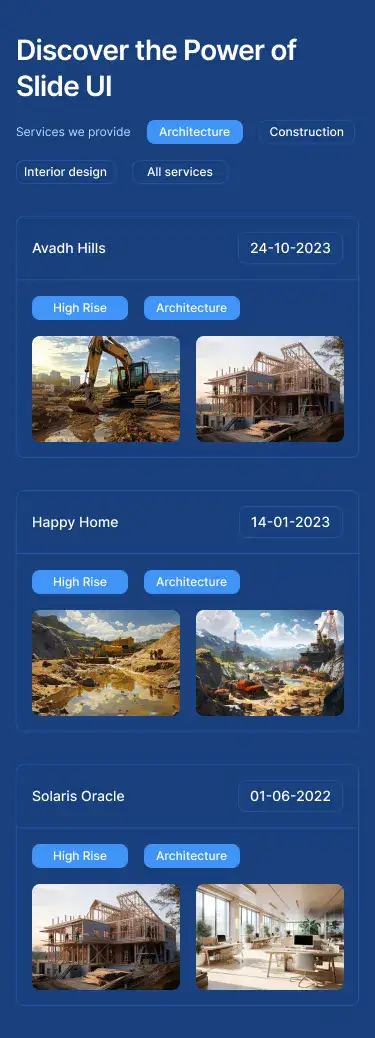 Discover the Power of
Slide UI
Services we provide Architecture Construction
Interior design All services
Avadh Hills 24-10-2023
High Rise Architecture
Happy Home 14-01-2023
High Rise Architecture
Solaris Oracle 01-06-2022
High Rise Architecture